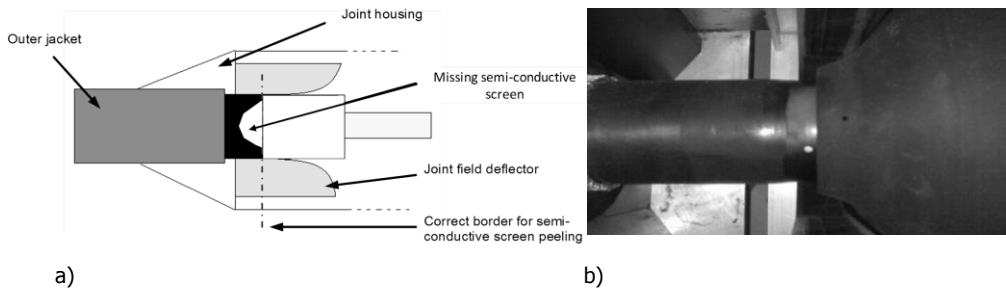 Joint housing
Outer jacket
Missing semi-conductive
screen
Joint field deflector
Correct border for semi-
conductive screen peeling
a)
b)